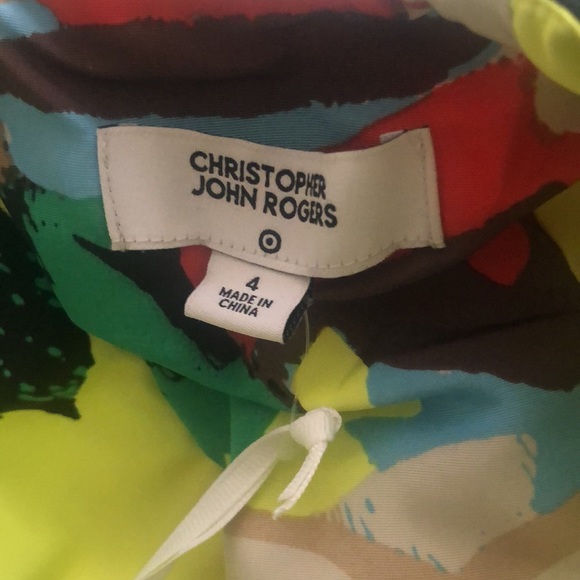 CHRISTOPHER
JOHN ROGERS
4
MADE IN
CHINA